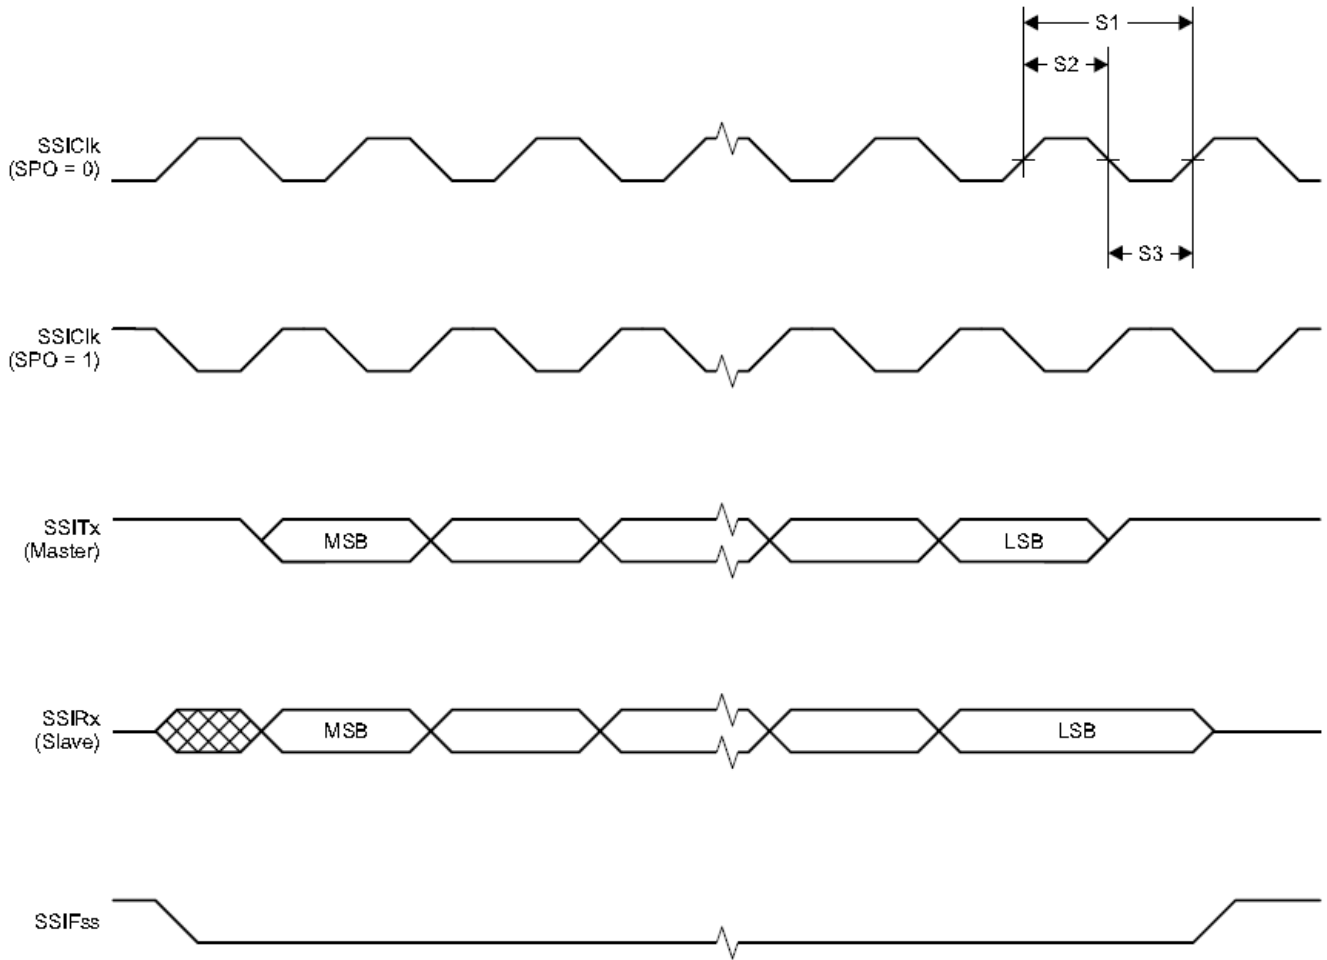 S1
S2
SSIClk
(SPO = 0)
S3
SSIClk
(SPO = 1)
SSITx
(Master)
MSB
LSB
SSIRx
(Slave)
MSB
LSB
SSIFss